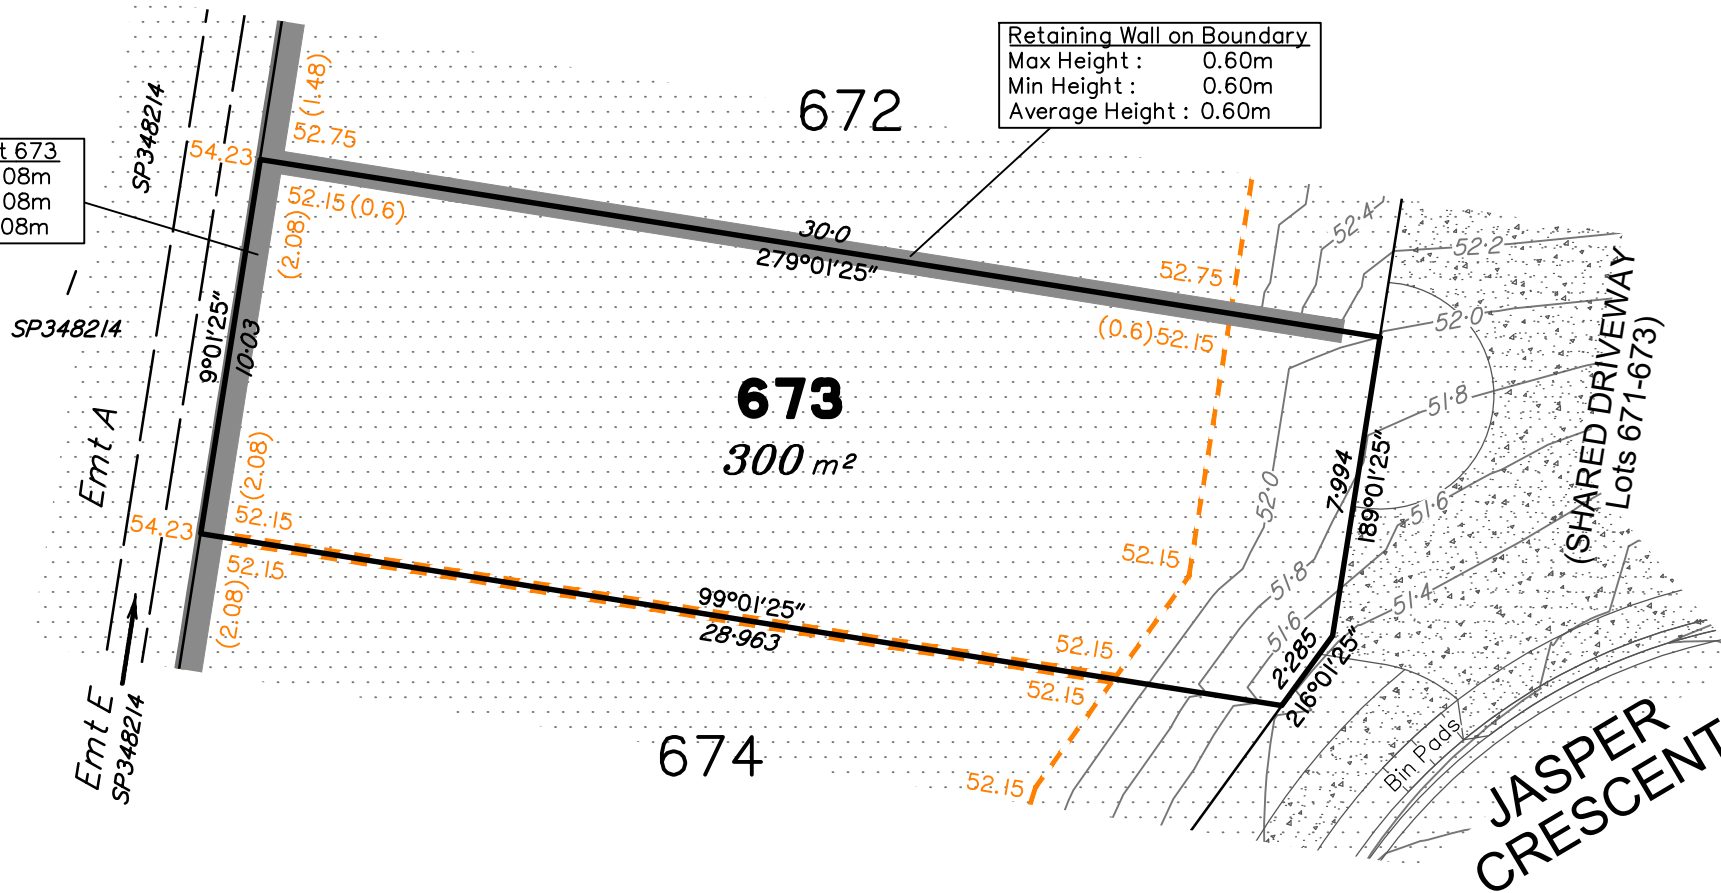 Retaining Wall on Boundary
Max Height : 0.60m
Min Height : 0.60m
Average Height : 0.60m
672
SP348214
(1.48)
52.75
54.23
t 673
08m
08m
08m
52.15 (0.6)
(2.08)
30·0
279°01'25"
52.75
(0.6) 52.15
52·4
52·2
52·0
51·8
51·6
51·4
SP348214
9°01'25"
10·03
673
300 m²
(SHARED DRIVEWAY
Lots 671-673)
7·994
189°01'25"
52·0
51·8
51·6
Emt A
(2.08)
52.15
54.23
52.15
(2.08)
99°01'25"
28·963
52.15
52.15
52.15
52.15
2·285
216°01'25"
Emt E
SP348214
674
Bin Pads
JASPER
CRESCENT